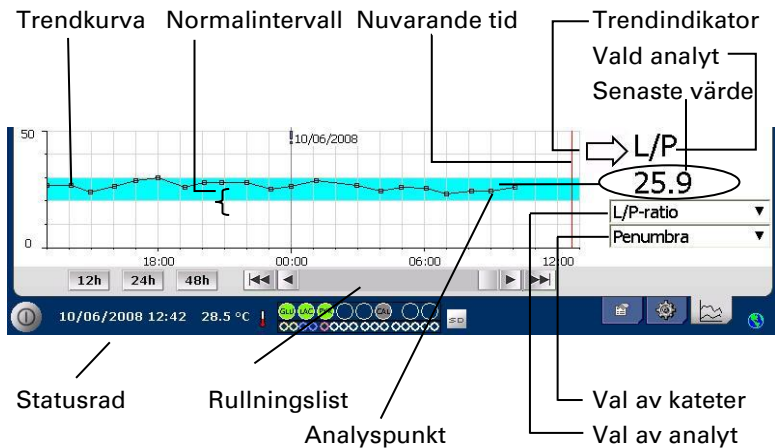 Trendkurva Normalintervall Nuvarande tid Trendindikator
Vald analyt
Senaste värde
50
10/06/2008
L/P
25.9
L/P-ratio
Penumbra
0
18:00 00:00 06:00 12:00
12h 24h 48h
10/06/2008 12:42 28.5 °C GLU LAC CAL SD
Statusrad Rullningslist Val av kateter
Analyspunkt Val av analyt